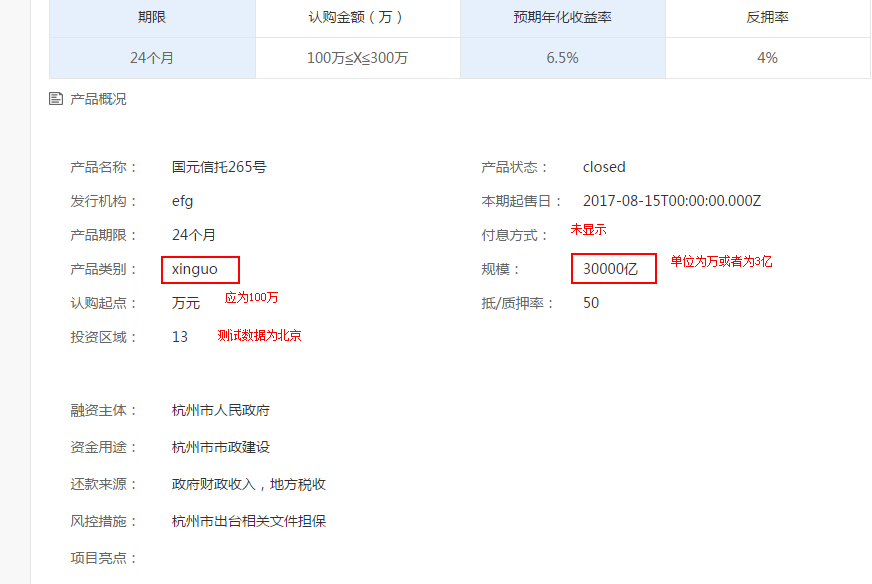 期限 认购金额（万） 预期年化收益率 反拥率
24个月 100万≦X≦300万 6.5% 4%
产品概况
产品名称： 国元信托265号 产品状态： closed
发行机构： efg 本期起售日： 2017-08-15T00:00:00.000Z
产品期限： 24个月 付息方式： 未显示
产品类别： xinguo 规模： 30000亿 单位为万或者为3亿
认购起点： 万元 应为100万 抵/质押率： 50
投资区域： 13 测试数据为北京
融资主体： 杭州市人民政府
资金用途： 杭州市市政建设
还款来源： 政府财政收入，地方税收
风控措施： 杭州市出台相关文件担保
项目亮点：